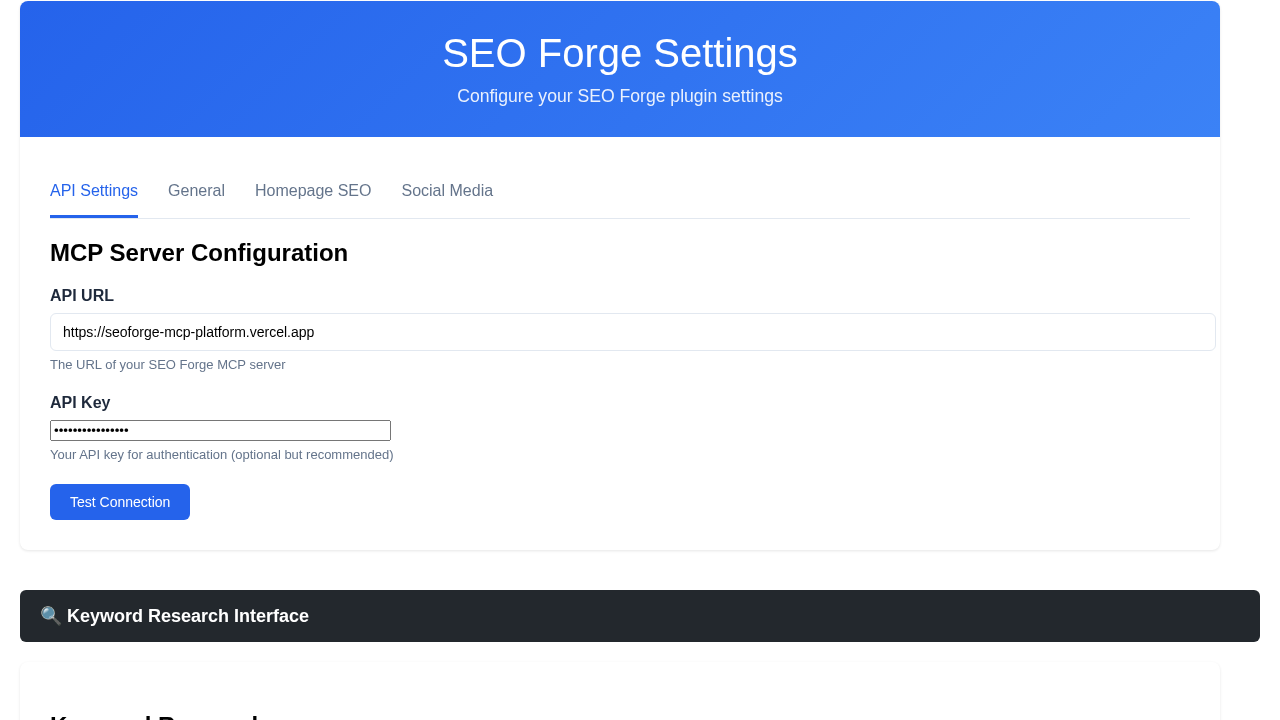 SEO Forge Settings
Configure your SEO Forge plugin settings
API Settings General Homepage SEO Social Media
MCP Server Configuration
API URL
https://seoforge-mcp-platform.vercel.app
The URL of your SEO Forge MCP server
API Key
••••••••••••••••
Your API key for authentication (optional but recommended)
Test Connection
🔍 Keyword Research Interface
Keyword Research